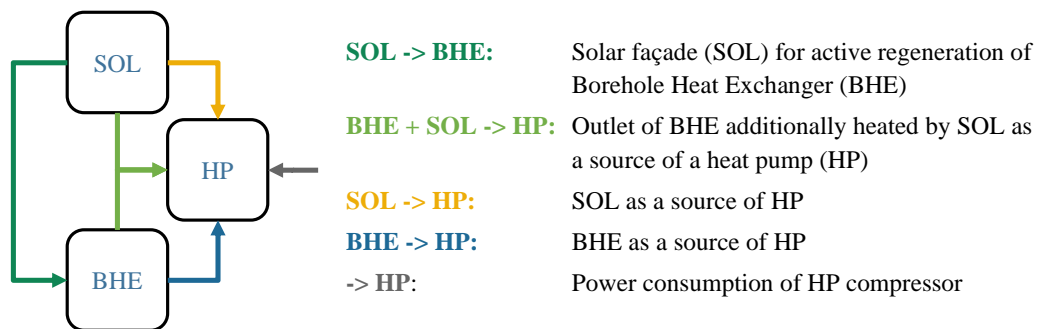 SOL
HP
BHE
SOL -> BHE: Solar façade (SOL) for active regeneration of
Borehole Heat Exchanger (BHE)
BHE + SOL -> HP: Outlet of BHE additionally heated by SOL as
a source of a heat pump (HP)
SOL -> HP: SOL as a source of HP
BHE -> HP: BHE as a source of HP
-> HP: Power consumption of HP compressor